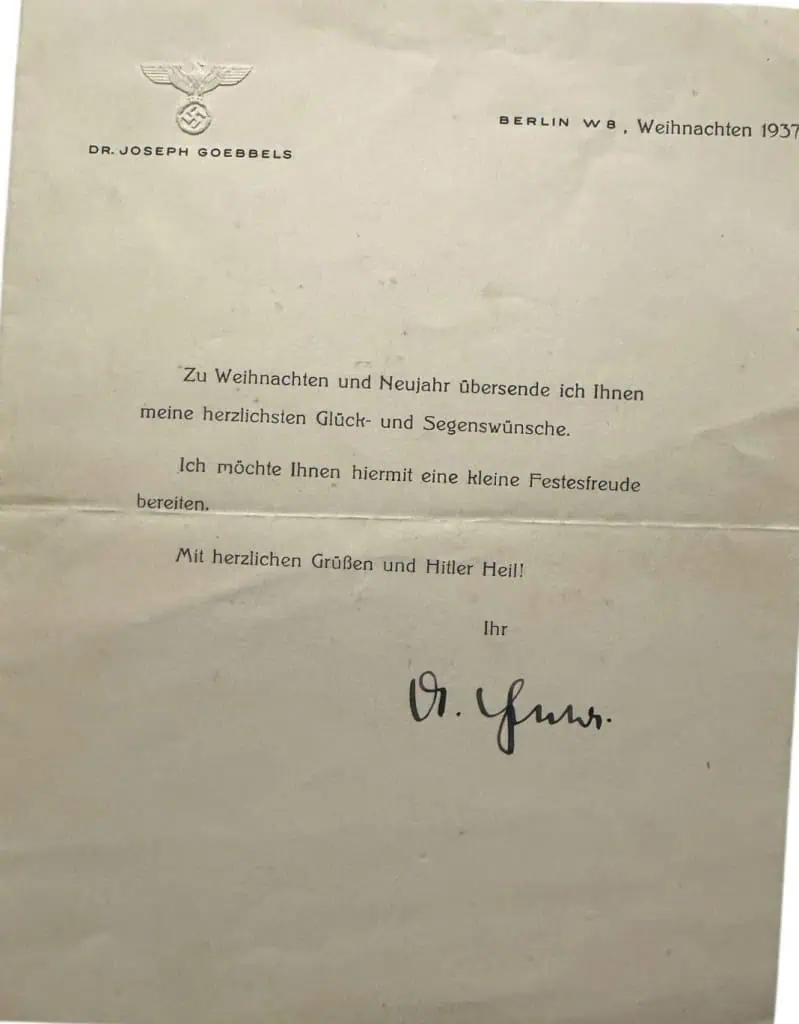 DR. JOSEPH GOEBBELS
BERLIN W 8, Weihnachten 1937
Zu Weihnachten und Neujahr übersende ich Ihnen
meine herzlichsten Glück- und Segenswünsche.
Ich möchte Ihnen hiermit eine kleine Festesfreude
bereiten.
Mit herzlichen Grüßen und Hitler Heil!
Ihr
Dr.